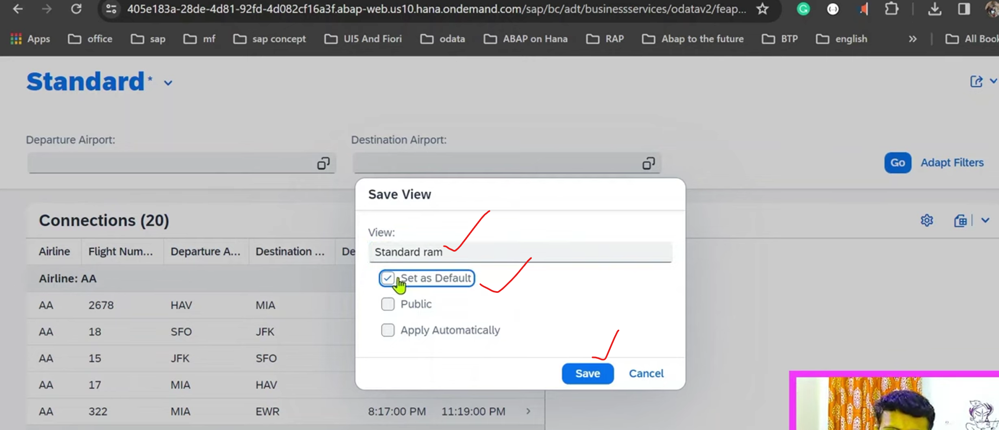 405e183a-28de-4d81-92fd-4d082cf16a3f.abap-web.us10.hana.ondemand.com/sap/bc/adt/businessservices/odatav2/feap...
Apps office sap mf sap concept UI5 And Fiori odata ABAP on Hana RAP Abap to the future BTP english » All Book
Standard *
Departure Airport: Destination Airport:
Go Adapt Filters
Save View
Connections (20)
View:
Airline Flight Num... Departure A... Destination ... De
Standard ram
Airline: AA
Set as Default
AA 2678 HAV MIA
Public
AA 18 SFO JFK
Apply Automatically
AA 15 JFK SFO
Save Cancel
AA 17 MIA HAV
AA 322 MIA EWR 8:17:00 PM 11:19:00 PM